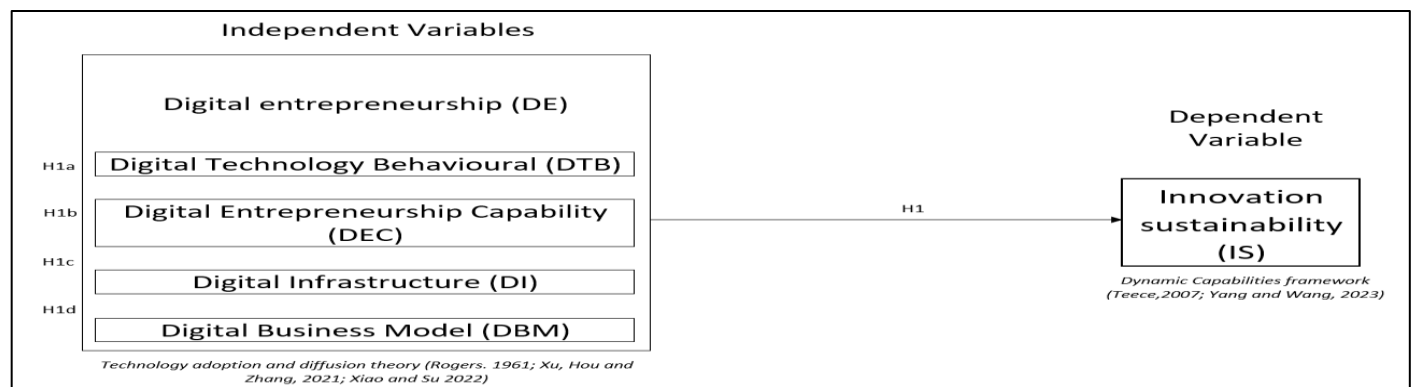 Independent Variables
Digital entrepreneurship (DE)
H1a
Digital Technology Behavioural (DTB)
H1b
Digital Entrepreneurship Capability
(DEC)
H1c
Digital Infrastructure (DI)
H1d
Digital Business Model (DBM)
Technology adoption and diffusion theory (Rogers. 1961; Xu, Hou and
Zhang, 2021; Xiao and Su 2022)
H1
Dependent
Variable
Innovation
sustainability
(IS)
Dynamic Capabilities framework
(Teece,2007; Yang and Wang, 2023)